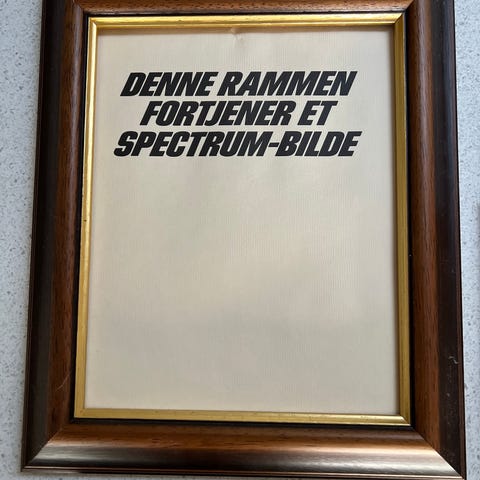 DENNE RAMMEN
FORTJENER ET
SPECTRUM-BILDE